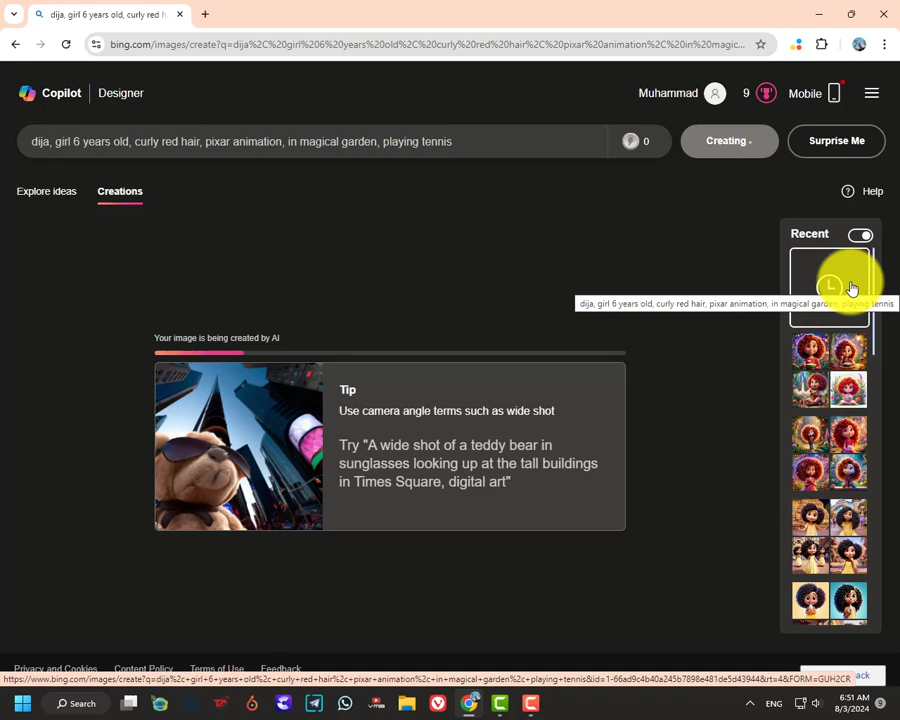 dija, girl 6 years old, curly red h
bing.com/images/create?q=dija%2C%20girl%206%20years%20old%2C%20curly%20red%20hair%2C%20pixar%20animation%2C%20in%20magic...
Copilot
Designer
Muhammad
9
Mobile
dija, girl 6 years old, curly red hair, pixar animation, in magical garden, playing tennis
0
Creating
Surprise Me
Explore ideas
Creations
Help
Recent
dija, girl 6 years old, curly red hair, pixar animation, in magical garden, playing tennis
Your image is being created by AI
Tip
Use camera angle terms such as wide shot
Try "A wide shot of a teddy bear in
sunglasses looking up at the tall buildings
in Times Square, digital art"
Privacy and Cookies
Content Policy
Terms of Use
Feedback
ack
https://www.bing.com/images/create?q=dija%2c+girl+6+years+old%2c+curly+red+hair%2c+pixar+animation%2c+in+magical+garden%2c+playing+tennis&id=1-66ad9c4b40a245b7898e481de5d43944&rt=4&FORM=GUH2CR
Search
ENG
6:51 AM
8/3/2024